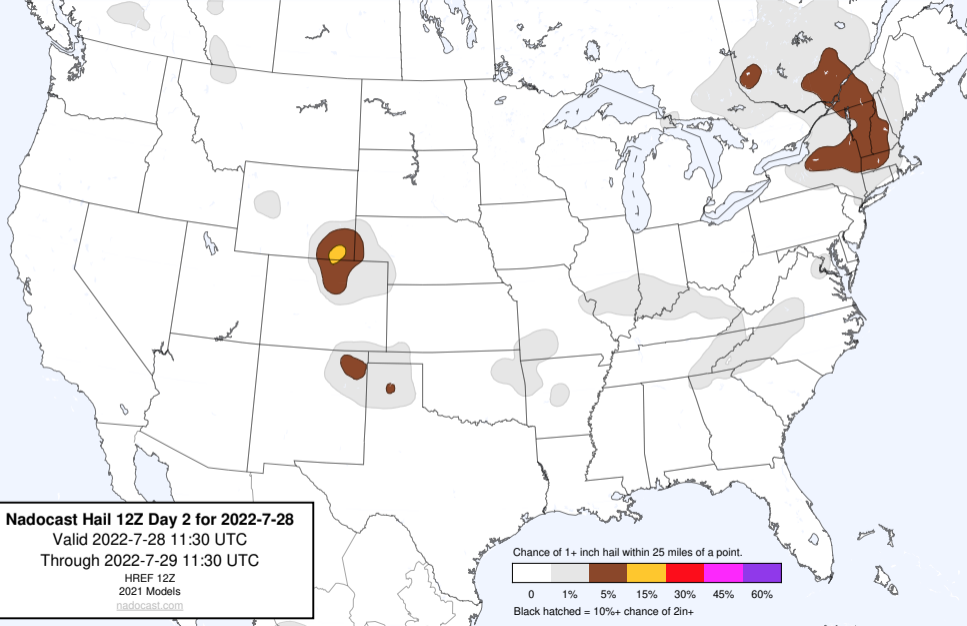 Nadocast Hail 12Z Day 2 for 2022-7-28
Valid 2022-7-28 11:30 UTC
Through 2022-7-29 11:30 UTC
HREF 12Z
2021 Models
nadocast.com
Chance of 1+ inch hail within 25 miles of a point.
0 1% 5% 15% 30% 45% 60%
Black hatched = 10%+ chance of 2in+